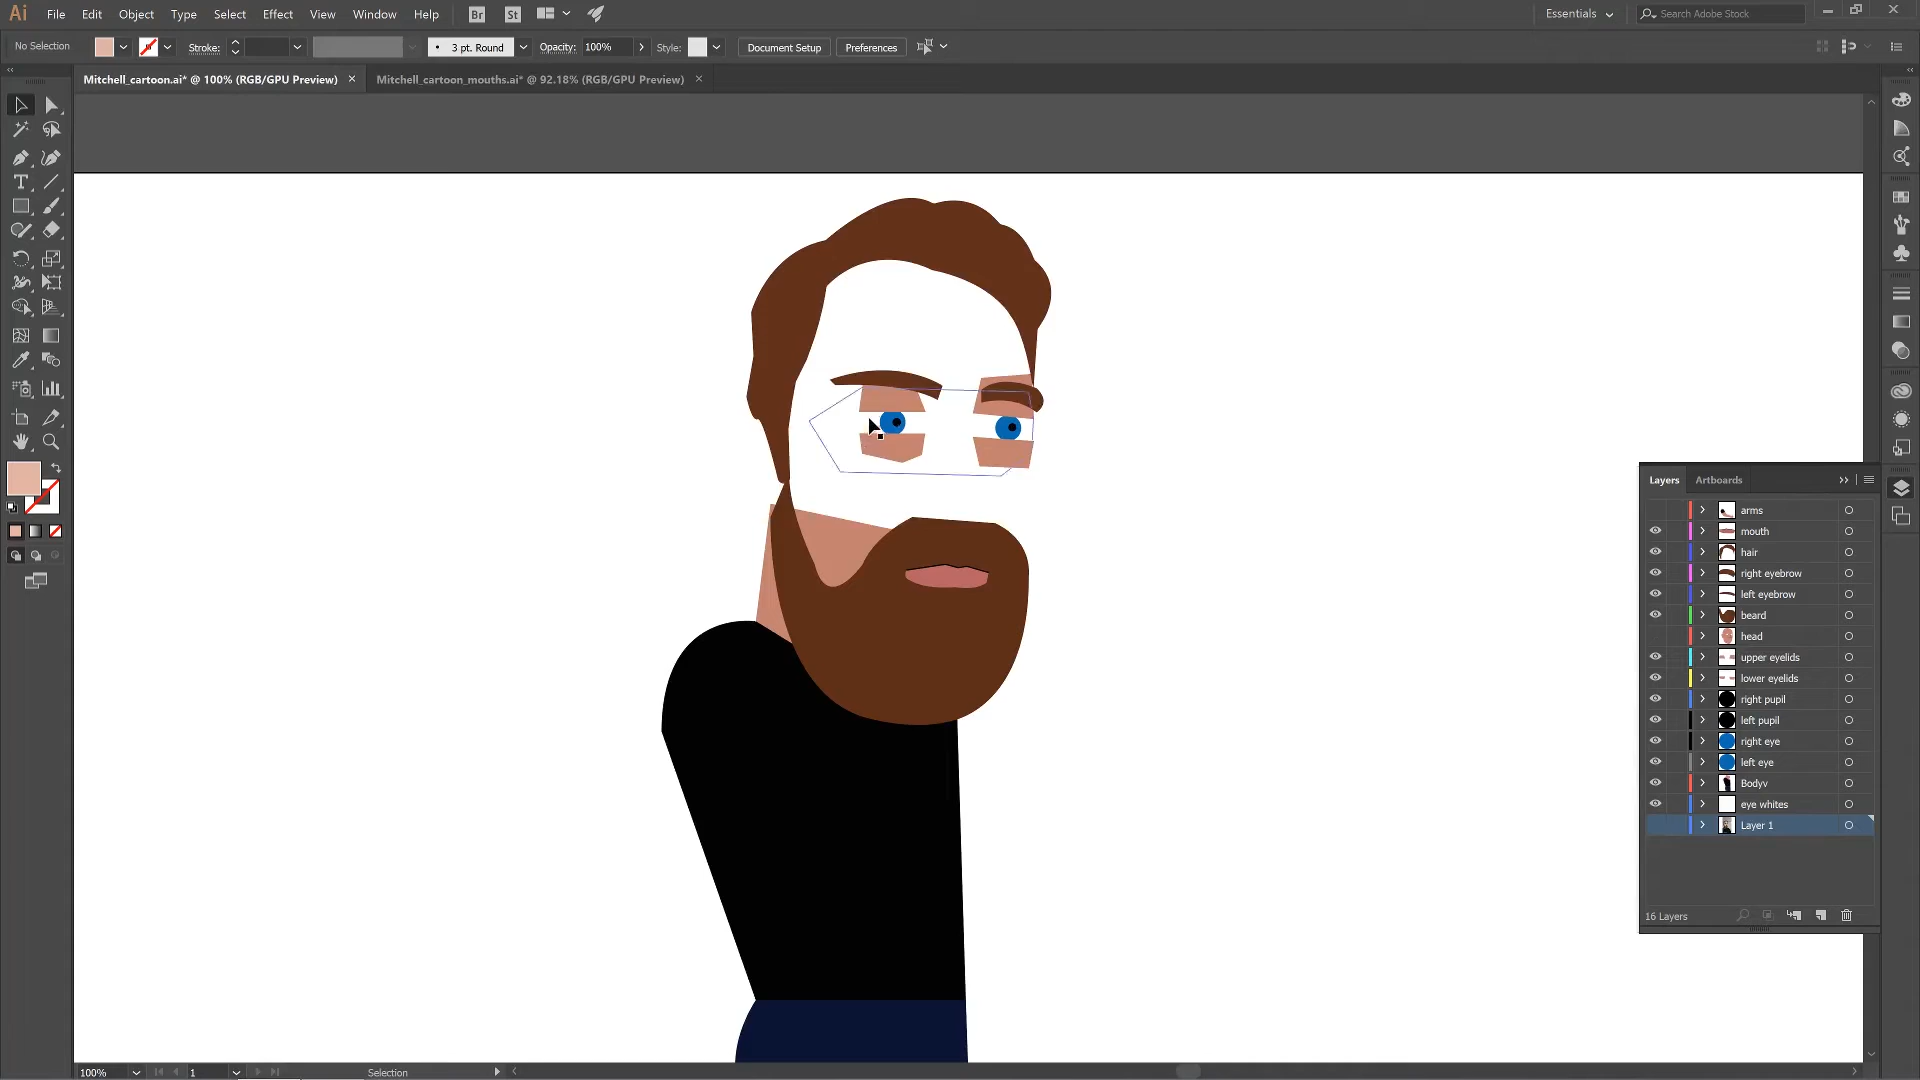 Ai File Edit Object Type Select Effect View Window Help Br St Essentials Search Adobe Stock
No Selection Stroke: 3 pt. Round Opacity: 100% Style: Document Setup Preferences
Mitchell_cartoon.ai* @ 100% (RGB/GPU Preview) Mitchell_cartoon_mouths.ai* @ 92.18% (RGB/GPU Preview)
Layers Artboards
arms
mouth
hair
right eyebrow
left eyebrow
beard
head
upper eyelids
lower eyelids
right pupil
left pupil
right eye
left eye
Bodyv
eye whites
Layer 1
16 Layers
100% 1 Selection